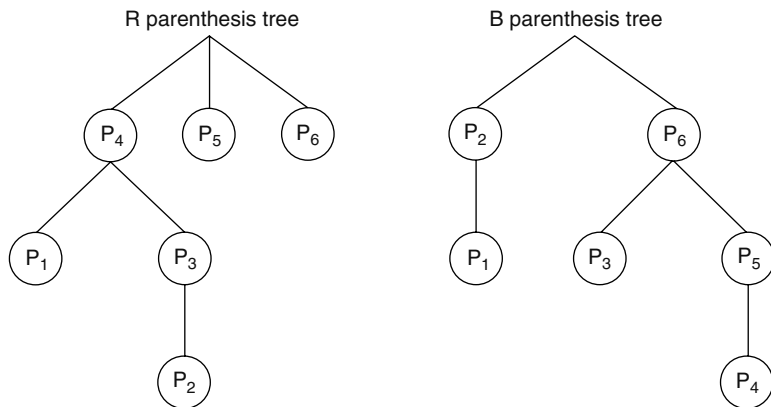 R parenthesis tree
B parenthesis tree
P4
P5
P6
P2
P6
P1
P3
P1
P3
P5
P2
P4